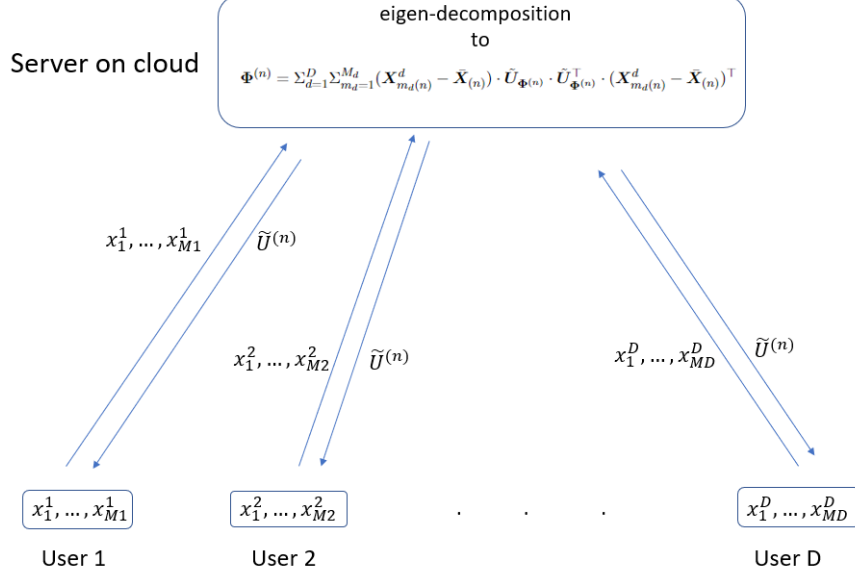 eigen-decomposition
to
Server on cloud
𝚽⁽ⁿ⁾ = Σ_{d=1}^{D} Σ_{m_d=1}^{M_d} (𝑿^{d}_{m_d(n)} − 𝑿̄_{(n)}) · Ũ_{𝚽⁽ⁿ⁾} · Ũ^{⊤}_{𝚽⁽ⁿ⁾} · (𝑿^{d}_{m_d(n)} − 𝑿̄_{(n)})^{⊤}
x_1^1, … , x_{M1}^1
Ũ^{(n)}
x_1^2, … , x_{M2}^2
Ũ^{(n)}
x_1^D, … , x_{MD}^D
Ũ^{(n)}
x_1^1, … , x_{M1}^1
x_1^2, … , x_{M2}^2
. . .
x_1^D, … , x_{MD}^D
User 1
User 2
User D